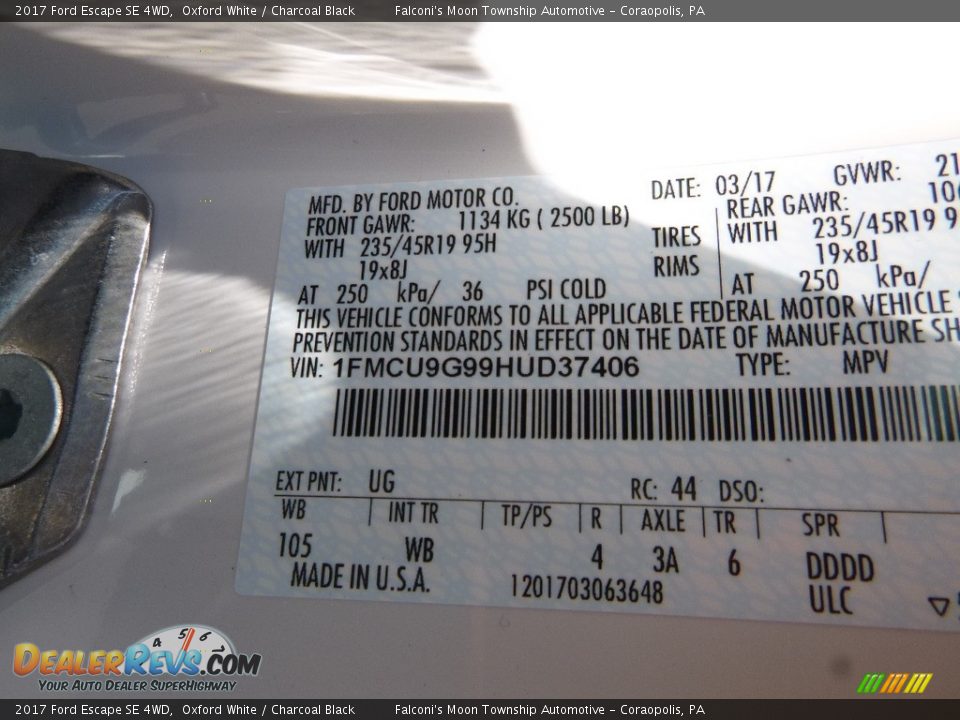 2017 Ford Escape SE 4WD, Oxford White / Charcoal Black Falconi's Moon Township Automotive - Coraopolis, PA
MFD. BY FORD MOTOR CO. DATE: 03/17 GVWR:
FRONT GAWR: 1134 KG ( 2500 LB) REAR GAWR:
WITH 235/45R19 95H TIRES WITH 235/45R19
19x8J RIMS 19x8J
AT 250 kPa/ 36 PSI COLD AT 250 kPa/
THIS VEHICLE CONFORMS TO ALL APPLICABLE FEDERAL MOTOR VEHICLE
PREVENTION STANDARDS IN EFFECT ON THE DATE OF MANUFACTURE SH
VIN: 1FMCU9G99HUD37406 TYPE: MPV
EXT PNT: UG RC: 44 DSO:
WB INT TR TP/PS R AXLE TR SPR
105 WB 4 3A 6 DDDD
MADE IN U.S.A. 1201703063648 ULC
DEALERREVS.COM
YOUR AUTO DEALER SUPERHIGHWAY
2017 Ford Escape SE 4WD, Oxford White / Charcoal Black Falconi's Moon Township Automotive - Coraopolis, PA